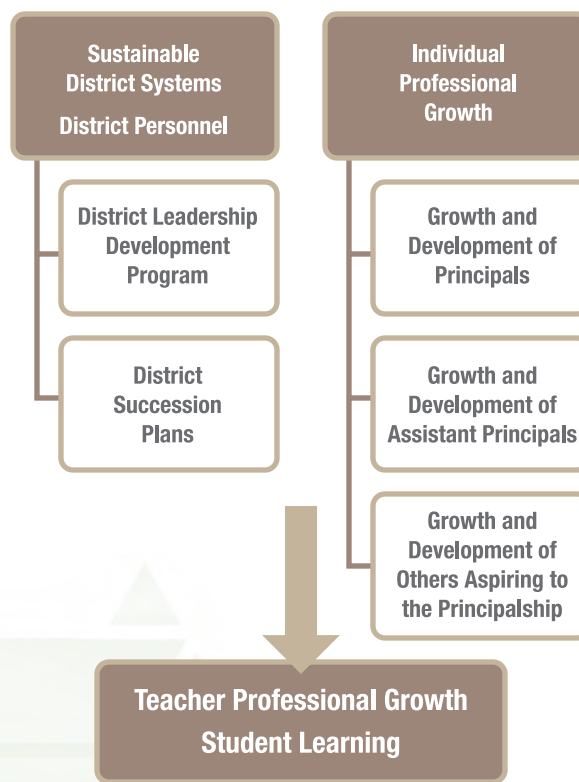 Sustainable
District Systems
District Personnel
District Leadership
Development
Program
District
Succession
Plans
Individual
Professional
Growth
Growth and
Development of
Principals
Growth and
Development of
Assistant Principals
Growth and
Development of
Others Aspiring to
the Principalship
Teacher Professional Growth
Student Learning